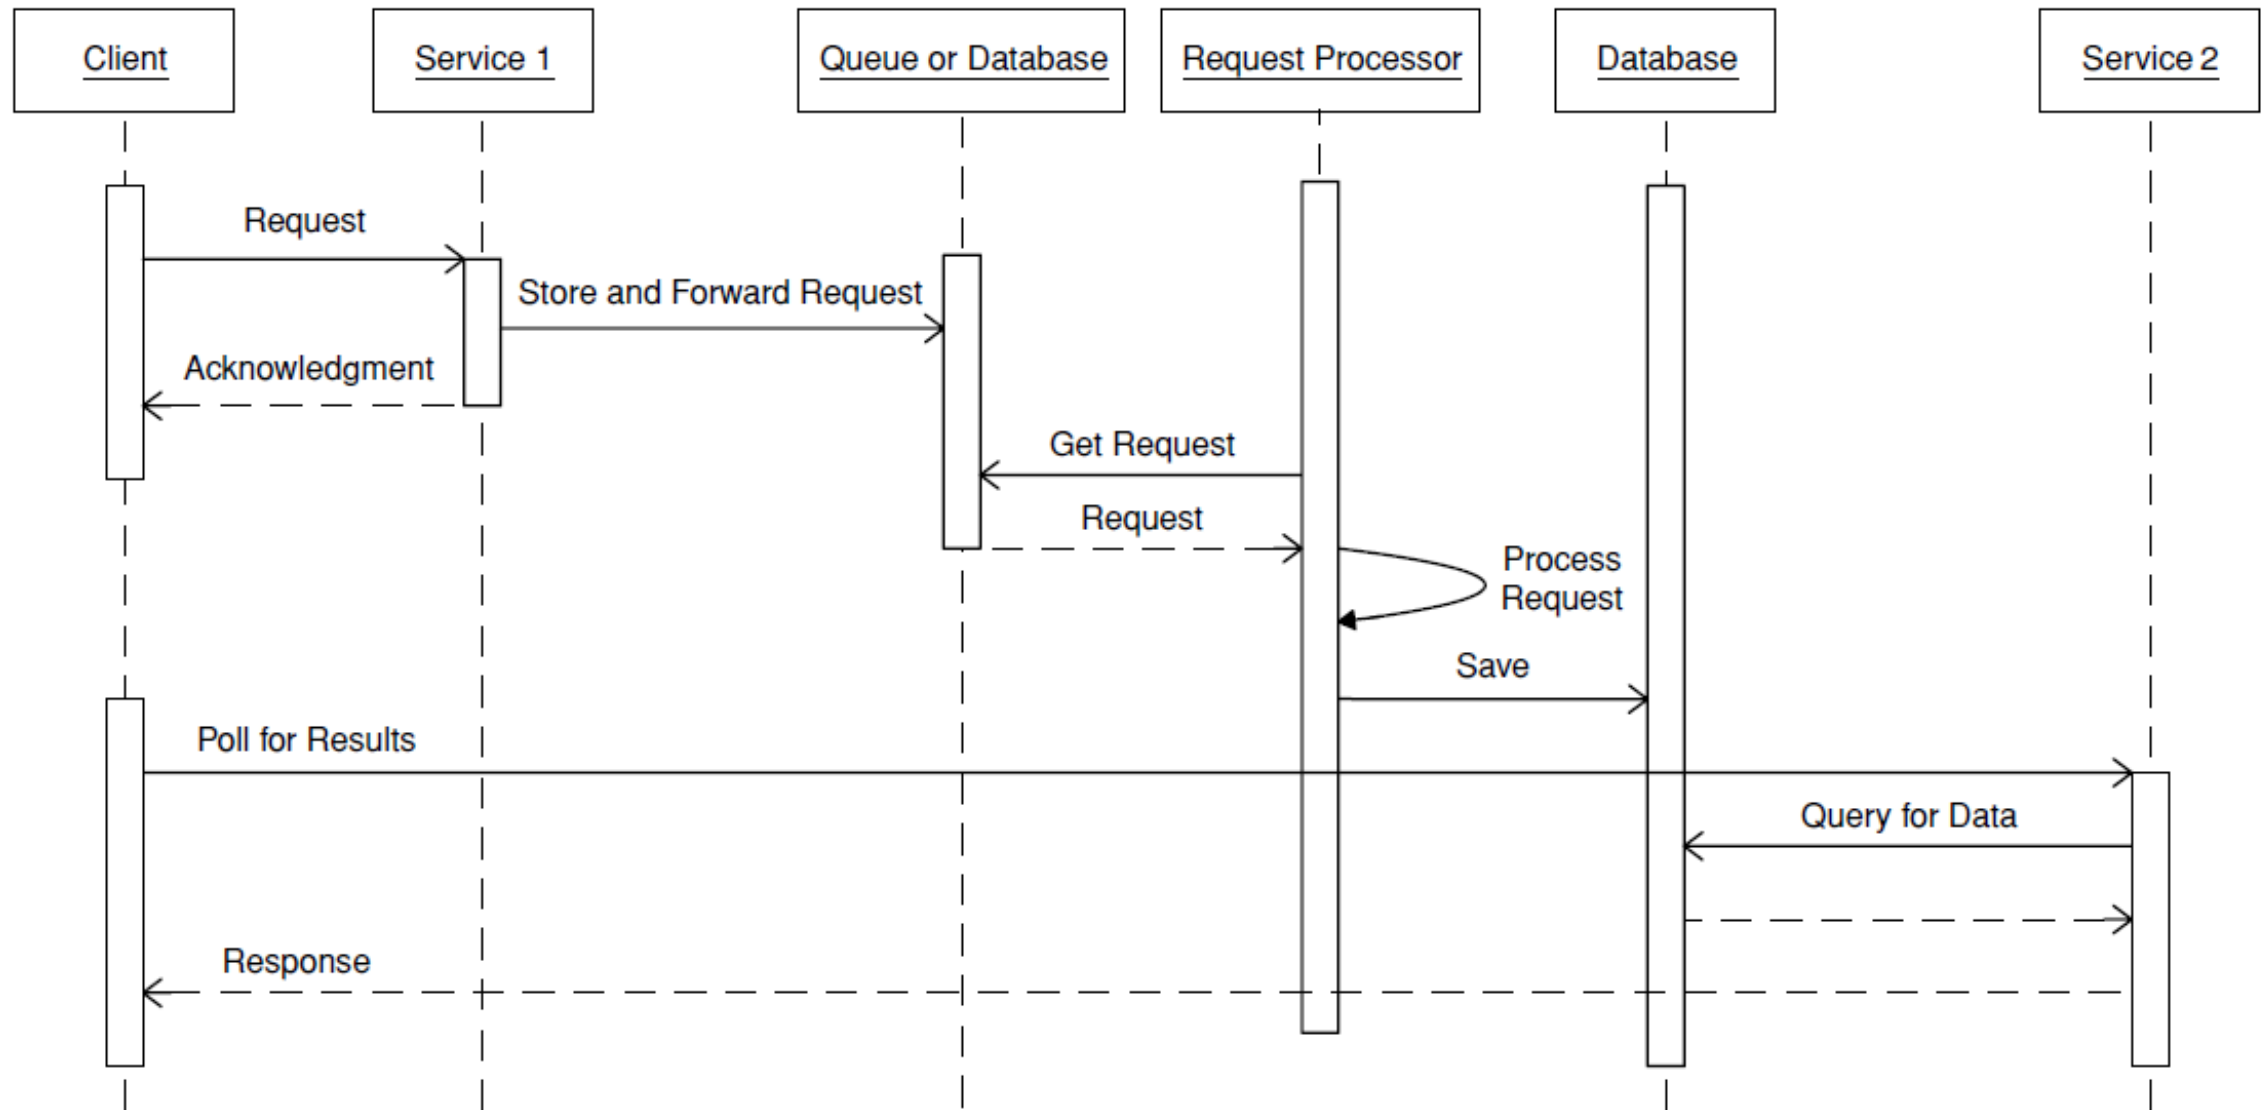 Client
Service 1
Queue or Database
Request Processor
Database
Service 2
Request
Store and Forward Request
Acknowledgment
Get Request
Request
Process
Request
Save
Poll for Results
Query for Data
Response